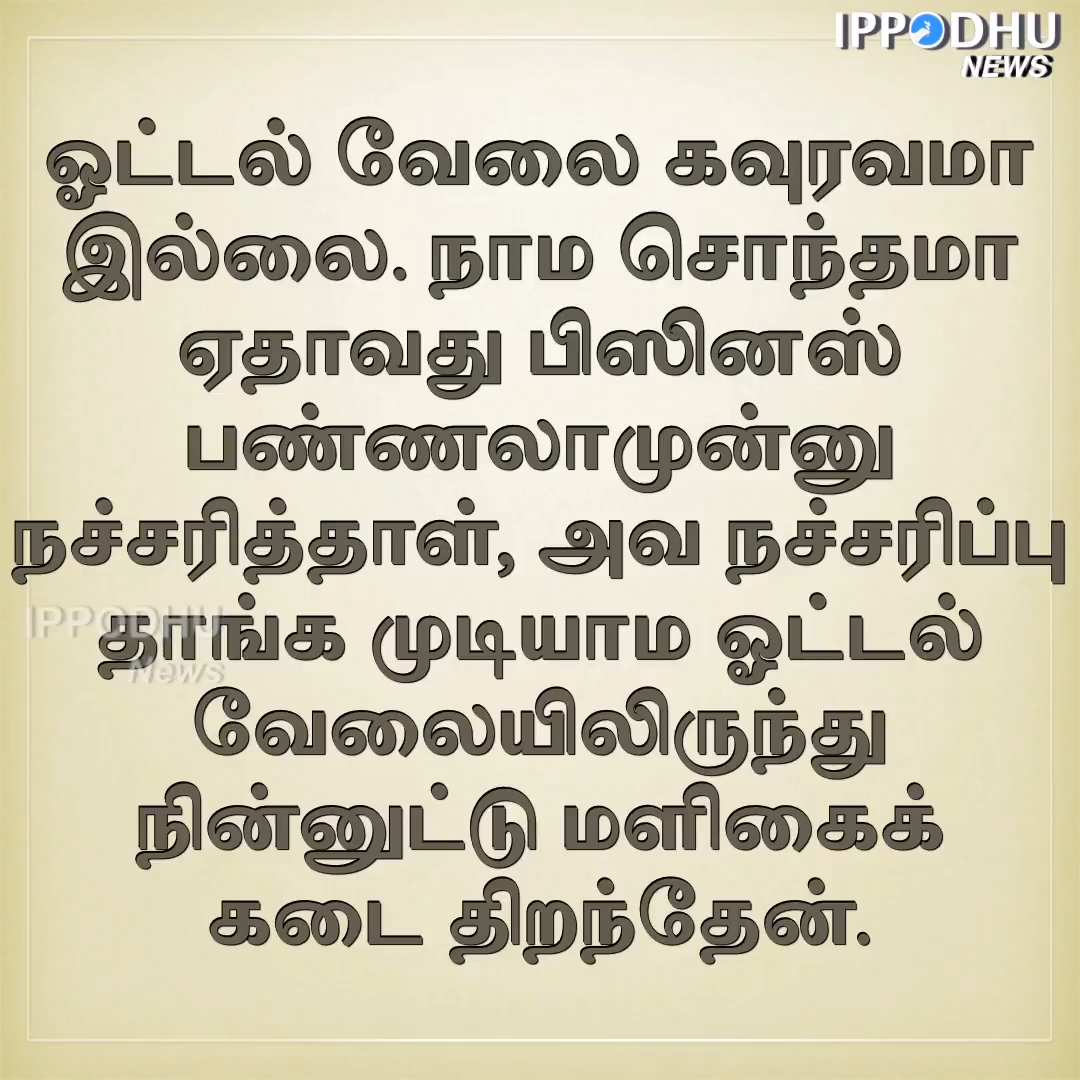 IPPODHU
NEWS
ஓட்டல் வேலை கவுரவமா
இல்லை. நாம சொந்தமா
ஏதாவது பிஸினஸ்
பண்ணலாமுன்னு
நச்சரித்தாள், அவ நச்சரிப்பு
தாங்க முடியாம ஓட்டல்
வேலையிலிருந்து
நின்னுட்டு மளிகைக்
கடை திறந்தேன்.
IPPODHU
News